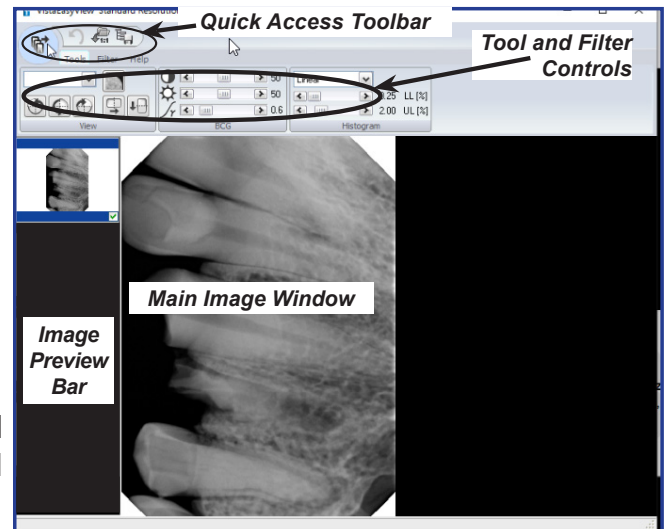 VistaEasyView Standard Resolution
Quick Access Toolbar
Tools Filter Help
Tool and Filter
Controls
50
Linear
50
0.25 LL [%]
0.6
2.00 UL [%]
View
BCG
Histogram
Main Image Window
Image
Preview
Bar